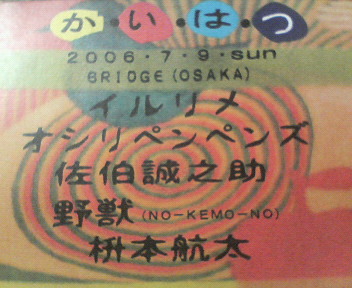 か・い・は・つ
2006・7・9・sun
BRIDGE(OSAKA)
イルリメ
オシリペンペンズ
佐伯誠之助
野獣(NO-KEMO-NO)
枡本航太